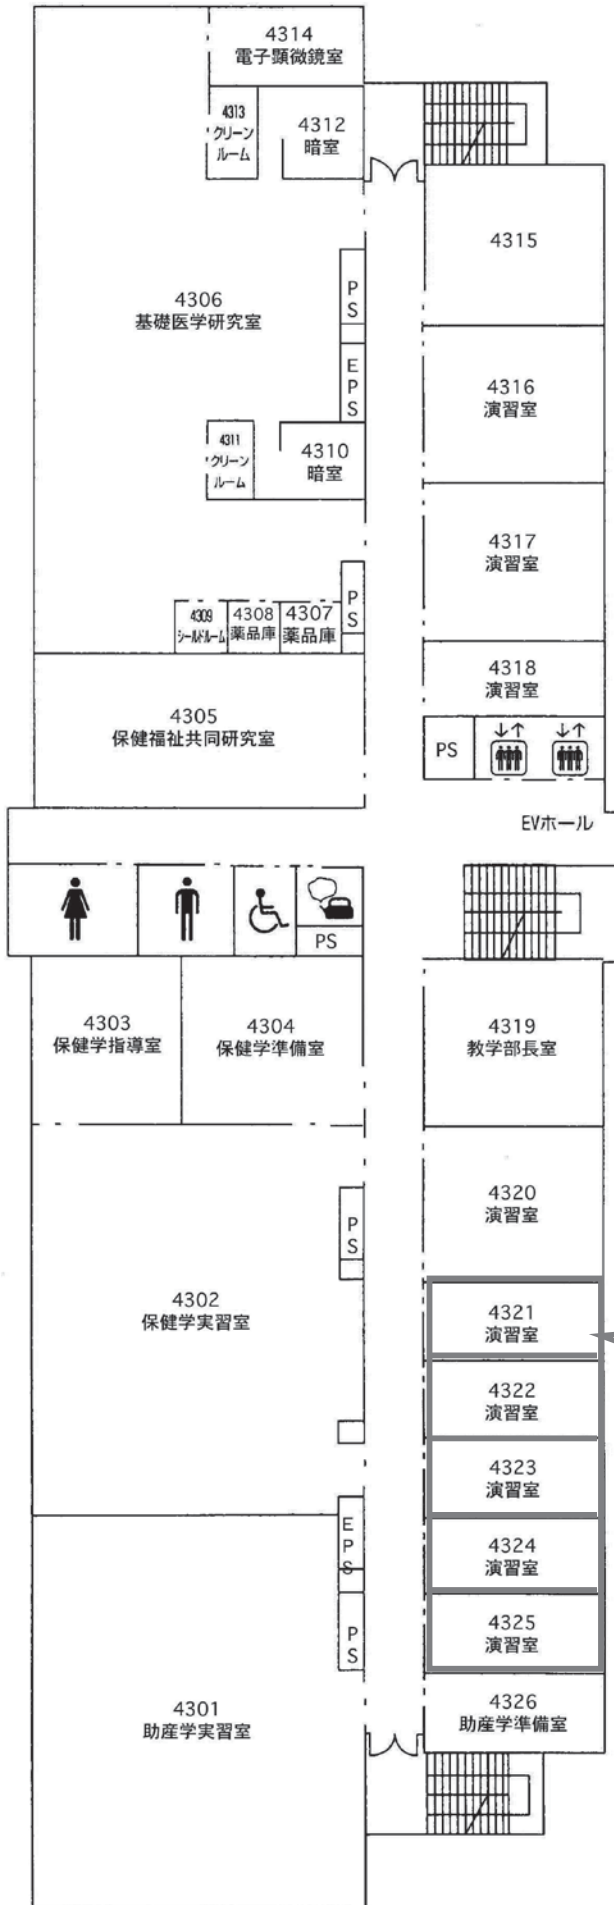 4314
電子顕微鏡室
4313
クリーン
ルーム
4312
暗室
4315
4306
基礎医学研究室
PS
EPS
4316
演習室
4311
クリーン
ルーム
4310
暗室
4317
演習室
PS
4309
シールドルーム
4308
薬品庫
4307
薬品庫
4318
演習室
4305
保健福祉共同研究室
PS
EVホール
PS
4303
保健学指導室
4304
保健学準備室
4319
教学部長室
PS
4320
演習室
4302
保健学実習室
4321
演習室
4322
演習室
4323
演習室
EPS
4324
演習室
PS
4325
演習室
4301
助産学実習室
4326
助産学準備室